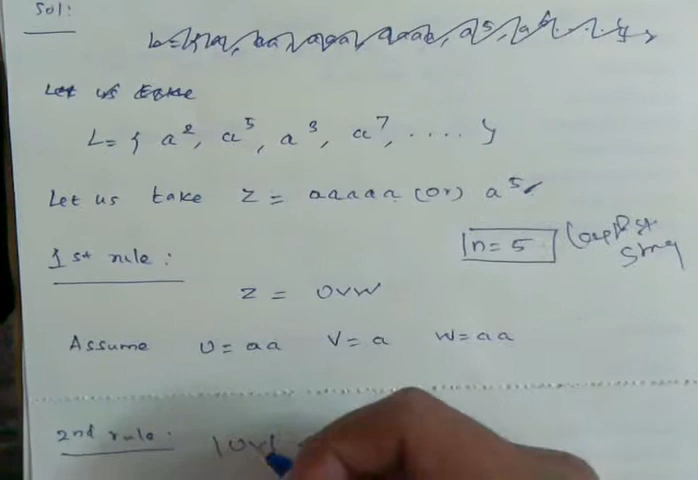 Sol:
Let us take
L = { a², a⁵, a³, a⁷, .... }
Let us take Z = aaaaa (or) a⁵
n = 5
1st rule:
Z = UVW
Assume U = aa V = a W = aa
2nd rule: |UV|